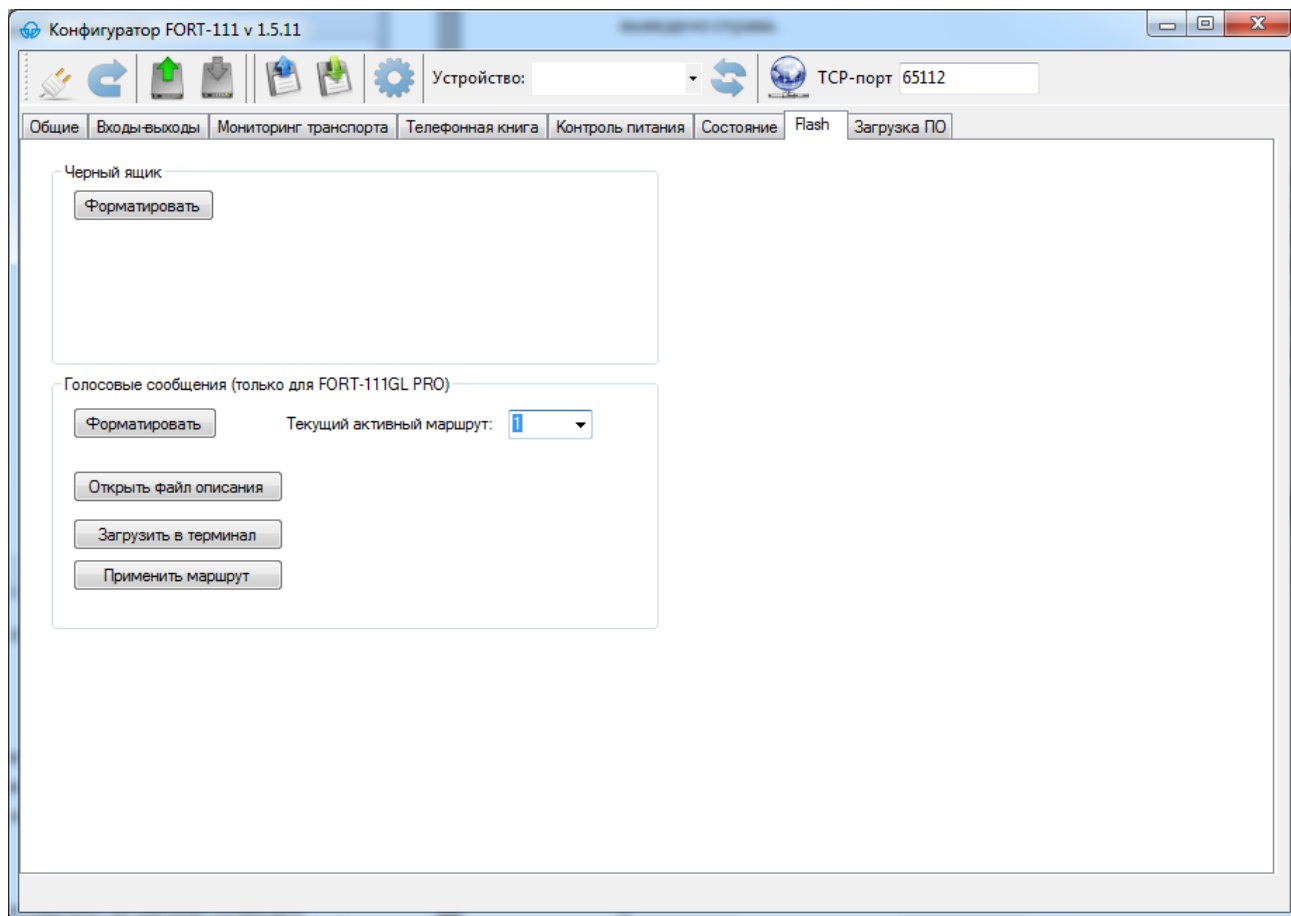 Конфигуратор FORT-111 v 1.5.11
Устройство:
TCP-порт 65112
Общие Входы-выходы Мониторинг транспорта Телефонная книга Контроль питания Состояние Flash Загрузка ПО
Черный ящик
Форматировать
Голосовые сообщения (только для FORT-111GL PRO)
Форматировать Текущий активный маршрут: 1
Открыть файл описания
Загрузить в терминал
Применить маршрут